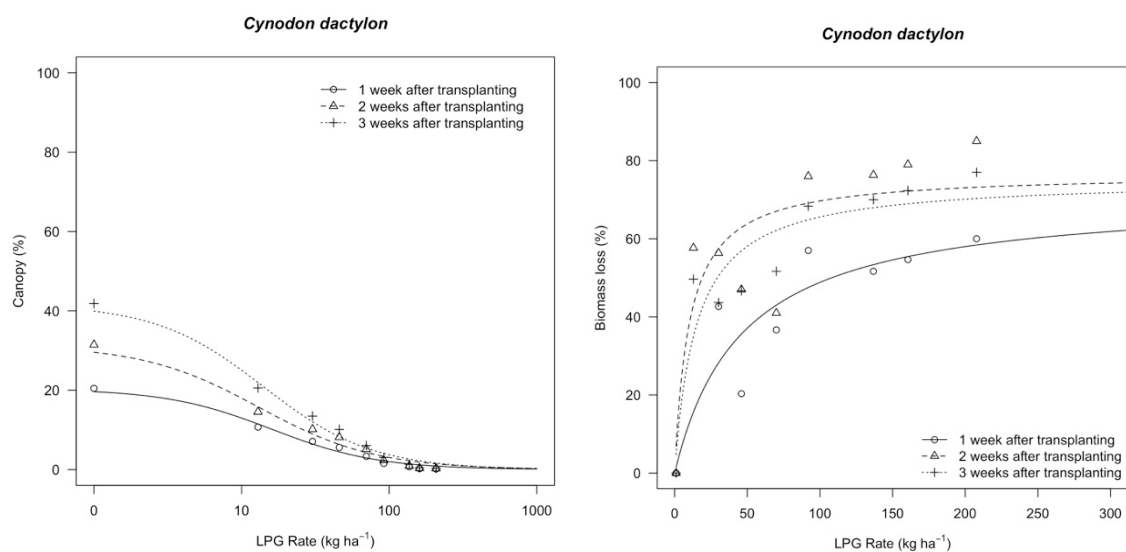 Cynodon dactylon
100
80
60
40
20
0
Canopy (%)
1 week after transplanting
2 weeks after transplanting
3 weeks after transplanting
0 10 100 1000
LPG Rate (kg ha⁻¹)
Cynodon dactylon
100
80
60
40
20
0
Biomass loss (%)
1 week after transplanting
2 weeks after transplanting
3 weeks after transplanting
0 50 100 150 200 250 300
LPG Rate (kg ha⁻¹)